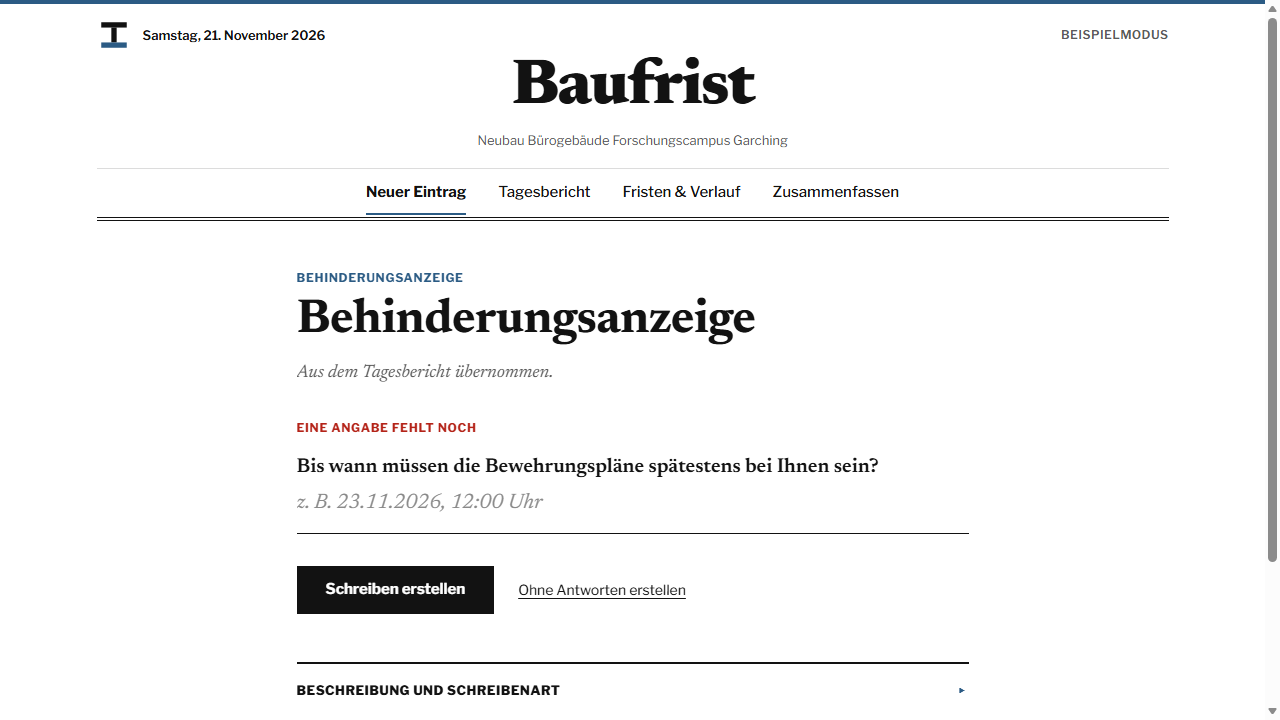 Samstag, 21. November 2026
BEISPIELMODUS
Baufrist
Neubau Bürogebäude Forschungscampus Garching
Neuer Eintrag Tagesbericht Fristen & Verlauf Zusammenfassen
BEHINDERUNGSANZEIGE
Behinderungsanzeige
Aus dem Tagesbericht übernommen.
EINE ANGABE FEHLT NOCH
Bis wann müssen die Bewehrungspläne spätestens bei Ihnen sein?
z. B. 23.11.2026, 12:00 Uhr
Schreiben erstellen Ohne Antworten erstellen
BESCHREIBUNG UND SCHREIBENART